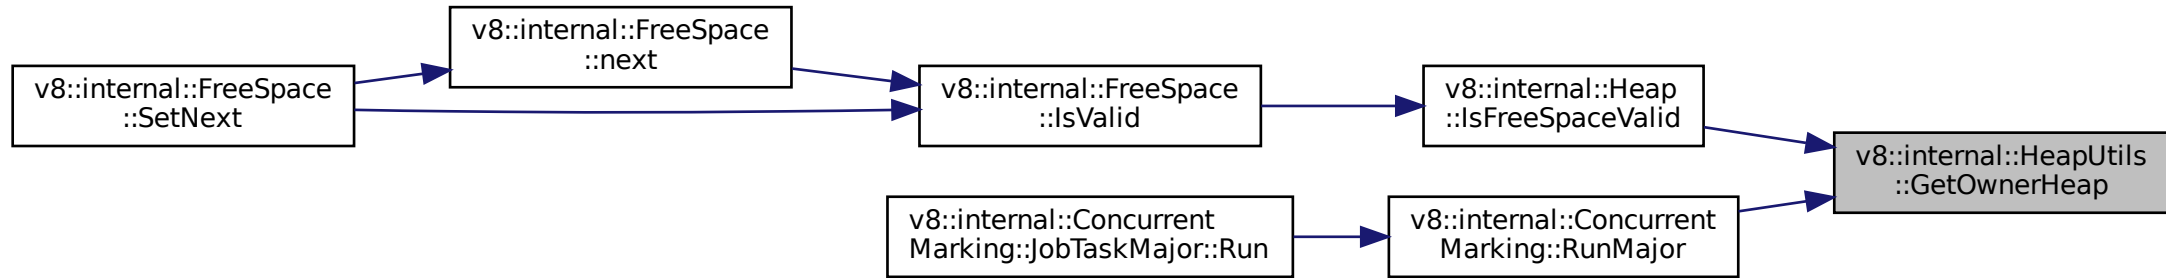 v8::internal::FreeSpace
::SetNext
v8::internal::FreeSpace
::next
v8::internal::FreeSpace
::IsValid
v8::internal::Heap
::IsFreeSpaceValid
v8::internal::HeapUtils
::GetOwnerHeap
v8::internal::Concurrent
Marking::JobTaskMajor::Run
v8::internal::Concurrent
Marking::RunMajor